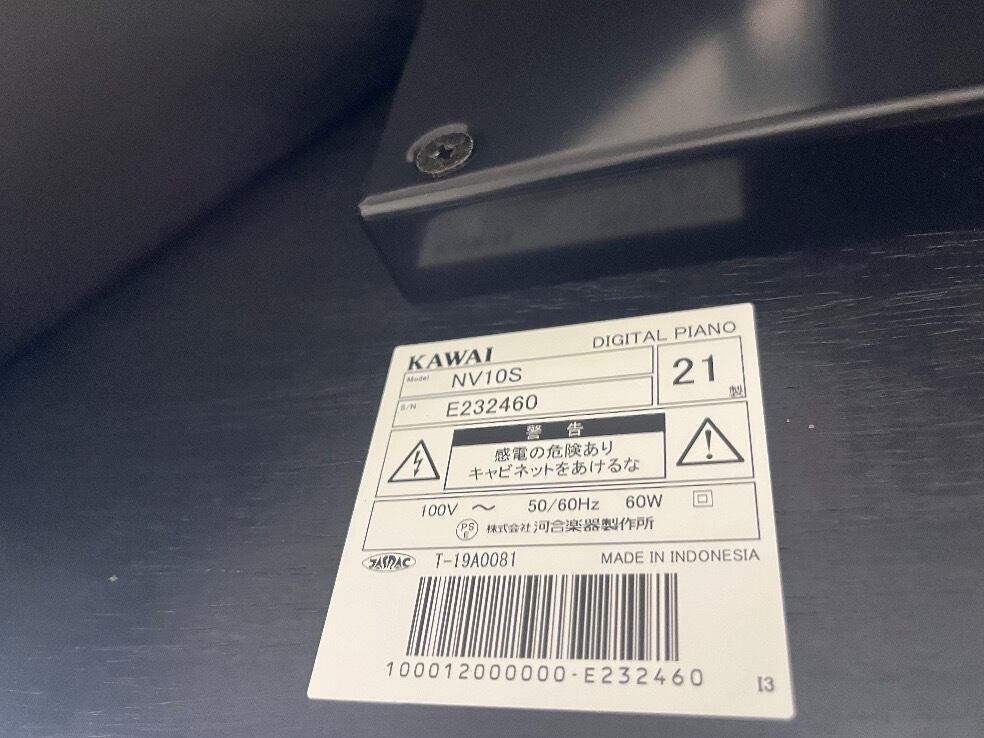 KAWAI
DIGITAL PIANO
Model NV10S
21 製
S/N E232460
警告
感電の危険あり
キャビネットをあけるな
100V ～ 50/60Hz 60W
PS E 株式会社 河合楽器製作所
JASRAC T-19A0081
MADE IN INDONESIA
100012000000-E232460
I3